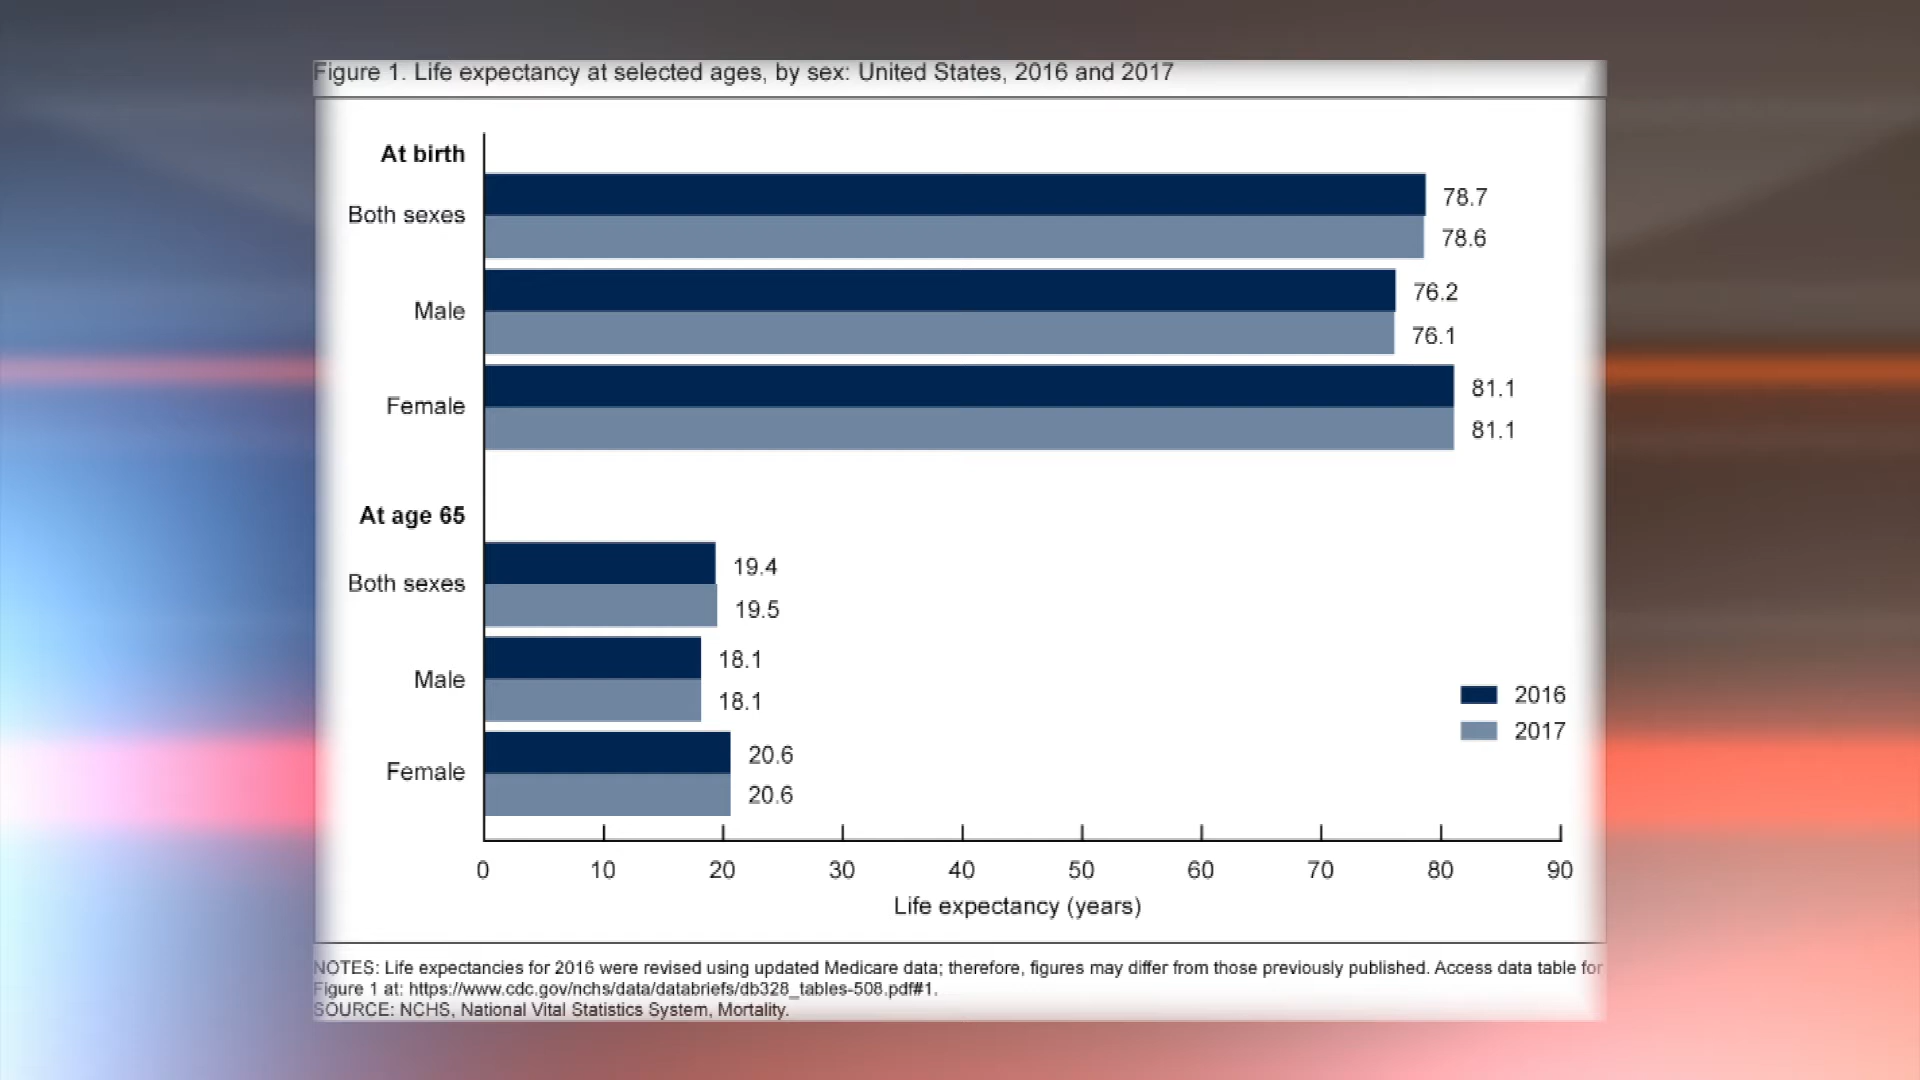 Figure 1. Life expectancy at selected ages, by sex: United States, 2016 and 2017
At birth
Both sexes
78.7
78.6
Male
76.2
76.1
Female
81.1
81.1
At age 65
Both sexes
19.4
19.5
Male
18.1
18.1
Female
20.6
20.6
2016
2017
0 10 20 30 40 50 60 70 80 90
Life expectancy (years)
NOTES: Life expectancies for 2016 were revised using updated Medicare data; therefore, figures may differ from those previously published. Access data table for
Figure 1 at: https://www.cdc.gov/nchs/data/databriefs/db328_tables-508.pdf#1.
SOURCE: NCHS, National Vital Statistics System, Mortality.